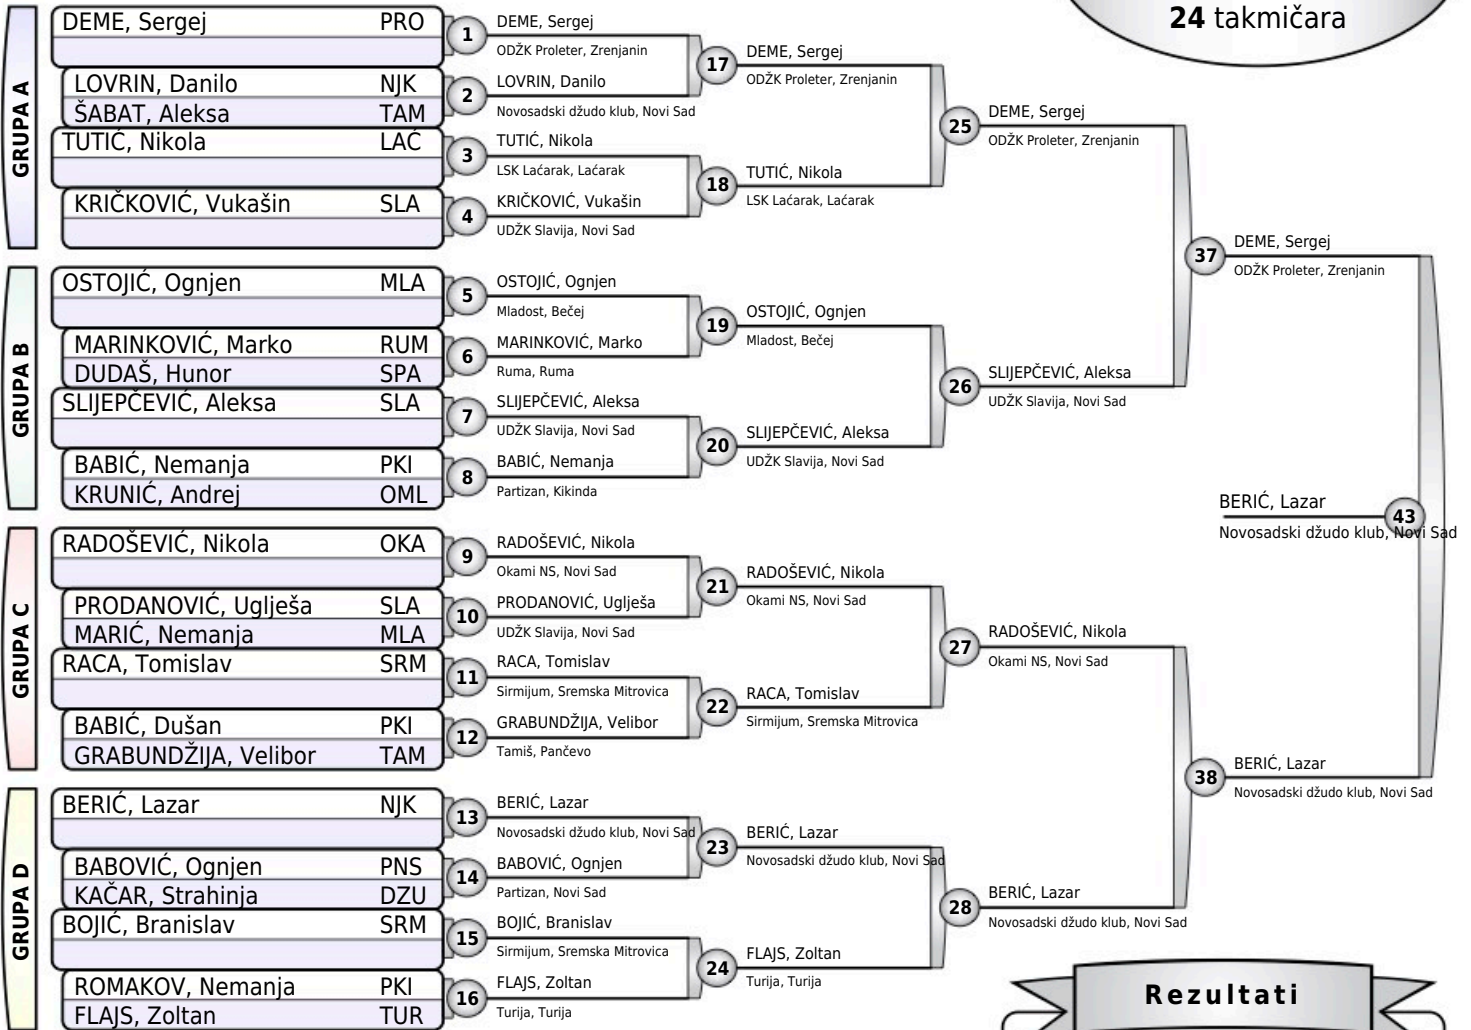 24 takmičara
GRUPA A
DEME, Sergej PRO
LOVRIN, Danilo NJK
ŠABAT, Aleksa TAM
TUTIĆ, Nikola LAĆ
KRIČKOVIĆ, Vukašin SLA
GRUPA B
OSTOJIĆ, Ognjen MLA
MARINKOVIĆ, Marko RUM
DUDAŠ, Hunor SPA
SLIJEPČEVIĆ, Aleksa SLA
BABIĆ, Nemanja PKI
KRUNIĆ, Andrej OML
GRUPA C
RADOŠEVIĆ, Nikola OKA
PRODANOVIĆ, Uglješa SLA
MARIĆ, Nemanja MLA
RACA, Tomislav SRM
BABIĆ, Dušan PKI
GRABUNDŽIJA, Velibor TAM
GRUPA D
BERIĆ, Lazar NJK
BABOVIĆ, Ognjen PNS
KAČAR, Strahinja DZU
BOJIĆ, Branislav SRM
ROMAKOV, Nemanja PKI
FLAJS, Zoltan TUR
1 DEME, Sergej
ODŽK Proleter, Zrenjanin
2 LOVRIN, Danilo
Novosadski džudo klub, Novi Sad
3 TUTIĆ, Nikola
LSK Laćarak, Laćarak
4 KRIČKOVIĆ, Vukašin
UDŽK Slavija, Novi Sad
5 OSTOJIĆ, Ognjen
Mladost, Bečej
6 MARINKOVIĆ, Marko
Ruma, Ruma
7 SLIJEPČEVIĆ, Aleksa
UDŽK Slavija, Novi Sad
8 BABIĆ, Nemanja
Partizan, Kikinda
9 RADOŠEVIĆ, Nikola
Okami NS, Novi Sad
10 PRODANOVIĆ, Uglješa
UDŽK Slavija, Novi Sad
11 RACA, Tomislav
Sirmijum, Sremska Mitrovica
12 GRABUNDŽIJA, Velibor
Tamiš, Pančevo
13 BERIĆ, Lazar
Novosadski džudo klub, Novi Sad
14 BABOVIĆ, Ognjen
Partizan, Novi Sad
15 BOJIĆ, Branislav
Sirmijum, Sremska Mitrovica
16 FLAJS, Zoltan
Turija, Turija
17 DEME, Sergej
ODŽK Proleter, Zrenjanin
18 TUTIĆ, Nikola
LSK Laćarak, Laćarak
19 OSTOJIĆ, Ognjen
Mladost, Bečej
20 SLIJEPČEVIĆ, Aleksa
UDŽK Slavija, Novi Sad
21 RADOŠEVIĆ, Nikola
Okami NS, Novi Sad
22 RACA, Tomislav
Sirmijum, Sremska Mitrovica
23 BERIĆ, Lazar
Novosadski džudo klub, Novi Sad
24 FLAJS, Zoltan
Turija, Turija
25 DEME, Sergej
ODŽK Proleter, Zrenjanin
26 SLIJEPČEVIĆ, Aleksa
UDŽK Slavija, Novi Sad
27 RADOŠEVIĆ, Nikola
Okami NS, Novi Sad
28 BERIĆ, Lazar
Novosadski džudo klub, Novi Sad
37 DEME, Sergej
ODŽK Proleter, Zrenjanin
38 BERIĆ, Lazar
Novosadski džudo klub, Novi Sad
BERIĆ, Lazar 43
Novosadski džudo klub, Novi Sad
Rezultati